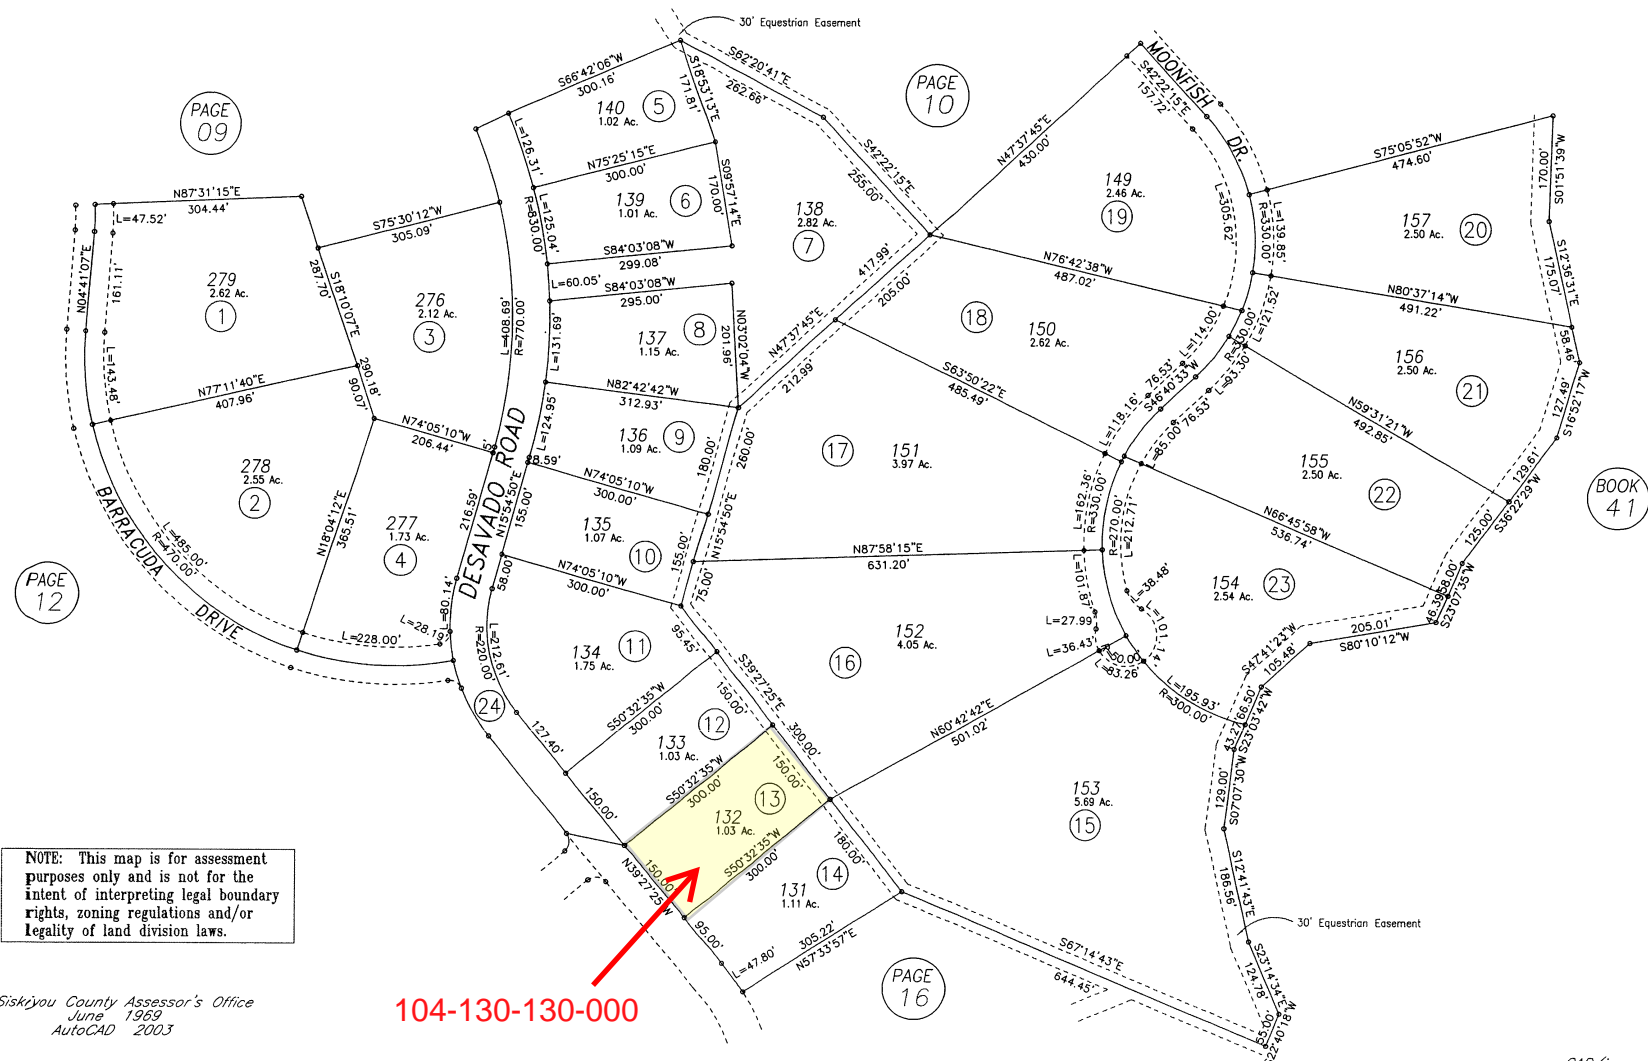 30' Equestrian Easement
PAGE
09
PAGE
10
PAGE
12
PAGE
16
BOOK
41
MOONFISH
DR.
S42°22'15"E
157.72'
S66°42'06"W
300.16'
140
1.02 Ac.
5
S18°53'13"E
171.81'
S62°20'41"E
262.66'
L=126.31'
N75°25'15"E
300.00'
139
1.01 Ac.
6
S09°57'14"E
170.00'
R=830.00'
L=125.04'
S84°03'08"W
299.08'
138
2.82 Ac.
7
S42°22'15"E
255.00'
L=60.05'
S84°03'08"W
295.00'
137
1.15 Ac.
8
N03°02'04"W
201.96'
L=131.69'
N82°42'42"W
312.93'
N47°37'45"E
417.99'
205.00'
212.99'
N47°37'45"E
430.00'
149
2.46 Ac.
19
L=305.62'
R=330.00'
L=139.85'
S75°05'52"W
474.60'
157
2.50 Ac.
20
S01°51'39"W
170.00'
S12°36'31"E
175.07'
N80°37'14"W
491.22'
58.46'
N76°42'38"W
487.02'
18
150
2.62 Ac.
L=114.00'
R=330.00'
L=121.52'
L=93.30'
76.53'
S46°40'33"W
76.53'
L=118.16'
L=85.00'
156
2.50 Ac.
21
127.49'
S16°52'17"W
N59°31'21"W
492.85'
129.61'
S36°22'29"W
125.00'
155
2.50 Ac.
22
N66°45'58"W
536.74'
S63°50'22"E
485.49'
17
151
3.97 Ac.
L=162.36'
R=330.00'
R=270.00'
L=212.71'
N87°58'15"E
631.20'
L=101.87'
L=38.48'
L=101.14'
L=27.99'
L=36.43'
R=50.00'
L=83.26'
154
2.54 Ac.
23
58.00'
46.39'
S23°07'35"W
205.01'
S80°10'12"W
S47°41'23"W
105.48'
66.50'
S23°03'42"W
43.27'
L=195.93'
R=300.00'
N87°31'15"E
304.44'
L=47.52'
N04°41'07"E
161.11'
279
2.62 Ac.
1
S18°10'07"E
287.70'
S75°30'12"W
305.09'
276
2.12 Ac.
3
L=408.69'
R=770.00'
L=143.48'
N77°11'40"E
407.96'
290.18'
90.07'
N74°05'10"W
206.44'
278
2.55 Ac.
2
N18°04'12"E
365.51'
277
1.73 Ac.
4
216.59'
BARRACUDA
DRIVE
L=485.00'
R=470.00'
L=228.00'
L=28.19'
L=80.14'
DESAVADO ROAD
L=124.95'
28.59'
N15°54'50"E
155.00'
136
1.09 Ac.
9
180.00'
260.00'
N74°05'10"W
300.00'
135
1.07 Ac.
10
N15°54'50"E
155.00'
75.00'
58.00'
N74°05'10"W
300.00'
95.45'
134
1.75 Ac.
11
L=212.61'
R=220.00'
24
127.40'
S39°27'25"E
150.00'
300.00'
16
152
4.05 Ac.
N60°42'42"E
501.02'
S50°32'35"W
300.00'
133
1.03 Ac.
12
150.00'
S50°32'35"W
300.00'
150.00'
13
132
1.03 Ac.
S50°32'35"W
300.00'
150.00'
N39°27'25"W
180.00'
131
1.11 Ac.
14
95.00'
L=47.80'
305.22'
N57°33'57"E
153
5.69 Ac.
15
129.00'
S07°07'30"W
S12°41'43"E
186.56'
30' Equestrian Easement
S67°14'43"E
644.45'
S23°14'34"E
124.78'
55.00'
S22°40'18"W
NOTE: This map is for assessment
purposes only and is not for the
intent of interpreting legal boundary
rights, zoning regulations and/or
legality of land division laws.
Siskiyou County Assessor's Office
June 1969
AutoCAD 2003
104-130-130-000